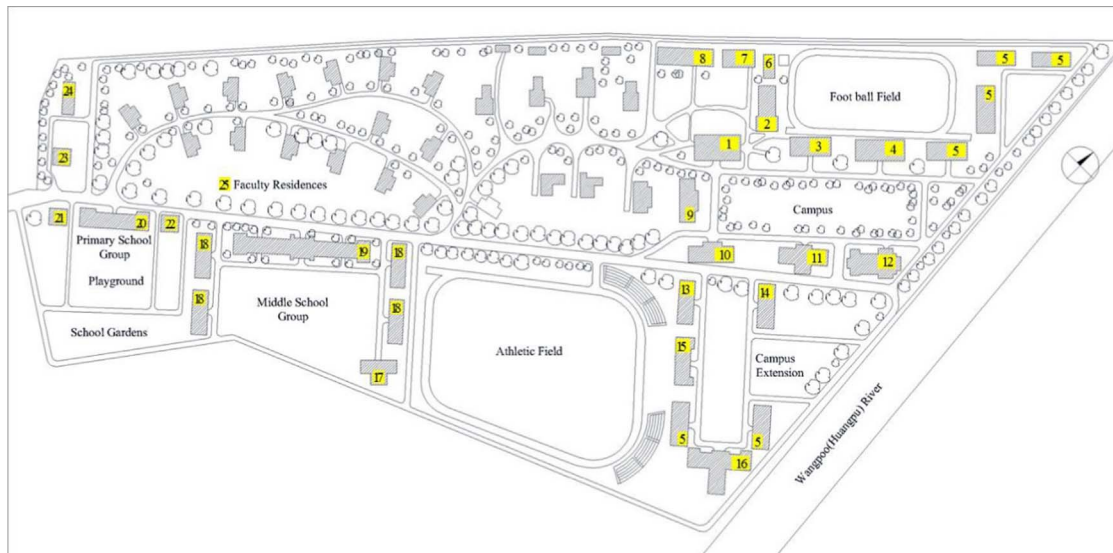 8
7
6
5
5
24
Foot ball Field
5
2
1
3
4
5
23
25 Faculty Residences
9
Campus
21
20
22
Primary School
Group
18
19
18
10
11
12
Playground
13
14
18
Middle School
Group
18
School Gardens
15
Athletic Field
Campus
Extension
17
5
5
16
Wangpoo(Huangpu) River